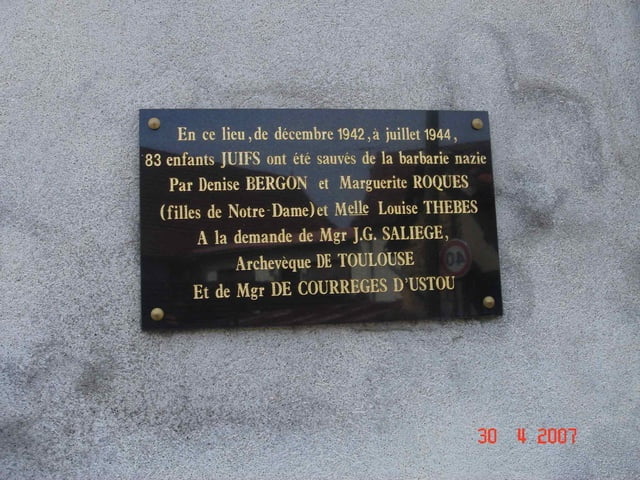 En ce lieu, de décembre 1942, à juillet 1944,
83 enfants JUIFS ont été sauvés de la barbarie nazie
Par Denise BERGON et Marguerite ROQUES
(filles de Notre-Dame) et Melle Louise THEBES
A la demande de Mgr J.G. SALIEGE,
Archevèque DE TOULOUSE
Et de Mgr DE COURREGES D'USTOU
40
30 4 2007